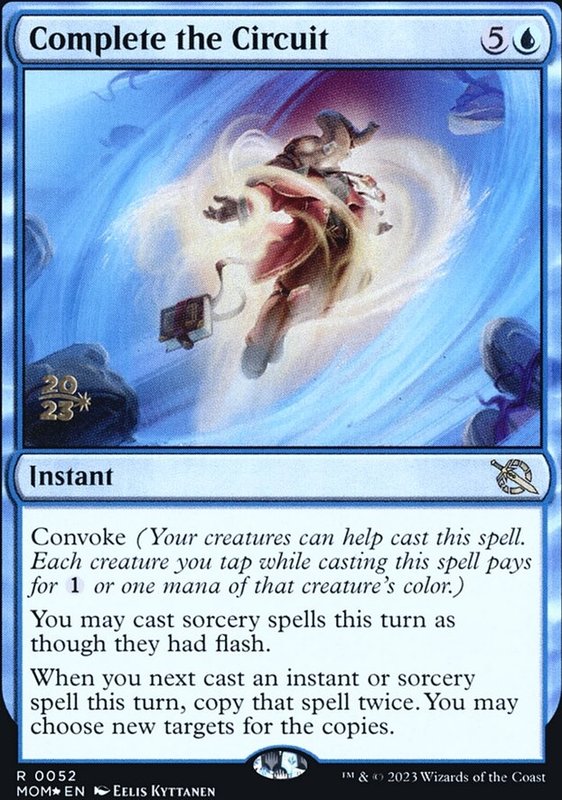 Complete the Circuit 5
20
23
Instant
Convoke (Your creatures can help cast this spell.
Each creature you tap while casting this spell pays
for 1 or one mana of that creature's color.)
You may cast sorcery spells this turn as
though they had flash.
When you next cast an instant or sorcery
spell this turn, copy that spell twice. You may
choose new targets for the copies.
R 0052
MOM★EN Eelis Kyttanen
™ & © 2023 Wizards of the Coast